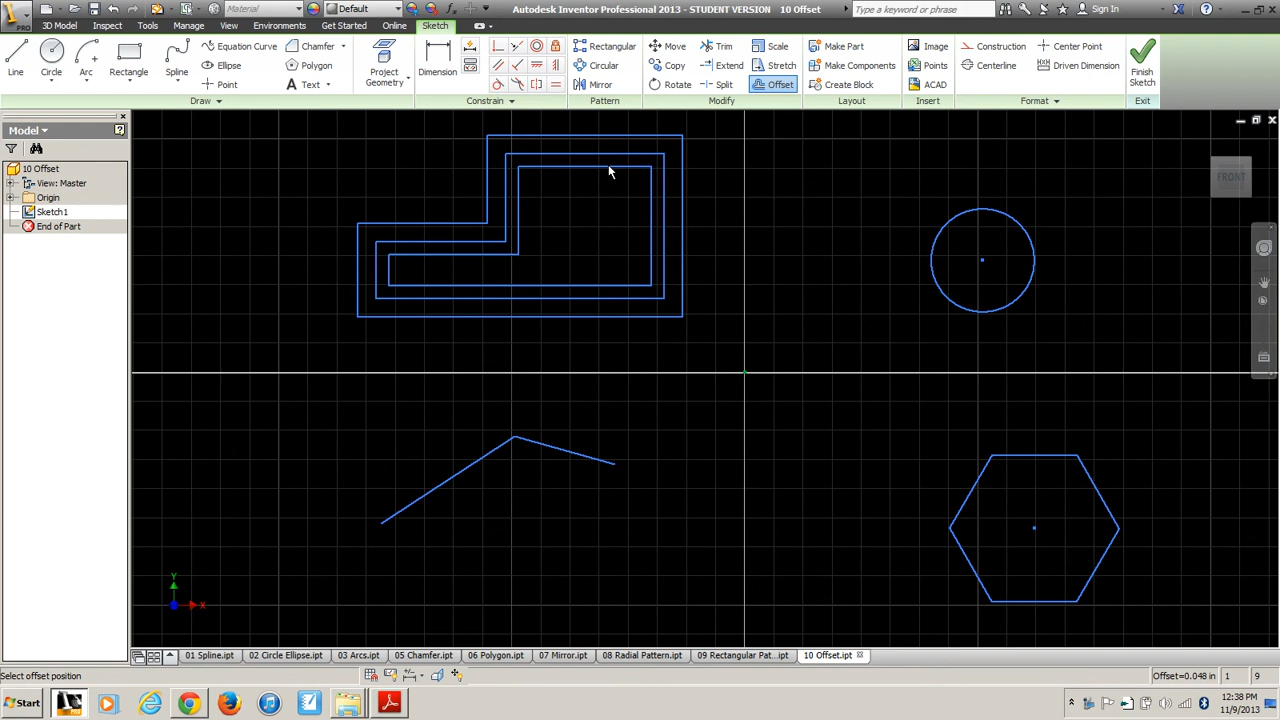 Material
Default
Autodesk Inventor Professional 2013 - STUDENT VERSION 10 Offset
Type a keyword or phrase
Sign In
PRO
3D Model
Inspect
Tools
Manage
View
Environments
Get Started
Online
Sketch
Line
Circle
Arc
Rectangle
Spline
Equation Curve
Ellipse
Point
Chamfer
Polygon
Text
Project
Geometry
Dimension
Rectangular
Circular
Mirror
Move
Copy
Rotate
Trim
Extend
Split
Scale
Stretch
Offset
Make Part
Make Components
Create Block
Image
Points
ACAD
Construction
Centerline
Center Point
Driven Dimension
Finish
Sketch
Draw
Constrain
Pattern
Modify
Layout
Insert
Format
Exit
Model
10 Offset
View: Master
Origin
Sketch1
End of Part
FRONT
Y
X
01 Spline.ipt
02 Circle Ellipse.ipt
03 Arcs.ipt
05 Chamfer.ipt
06 Polygon.ipt
07 Mirror.ipt
08 Radial Pattern.ipt
09 Rectangular Pat...ipt
10 Offset.ipt
Select offset position
Offset=0.048 in
1
9
Start
12:38 PM
11/9/2013